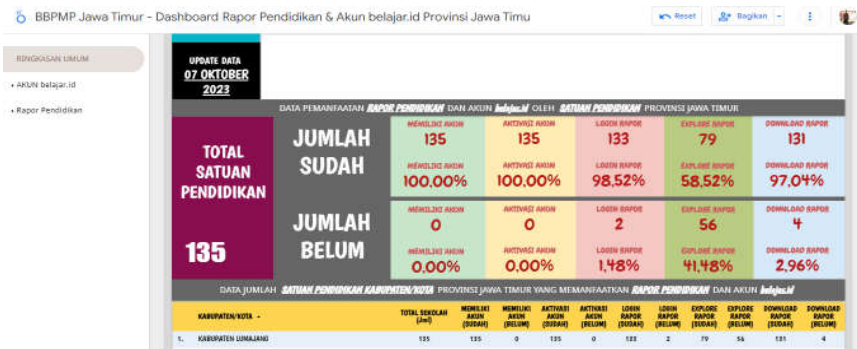 BBPMP Jawa Timur - Dashboard Rapor Pendidikan & Akun belajar.id Provinsi Jawa Timu
Reset
Bagikan
RINGKASAN UMUM
AKUN belajar.id
Rapor Pendidikan
UPDATE DATA
07 OKTOBER
2023
DATA PEMANFAATAN RAPOR PENDIDIKAN DAN AKUN belajar.id OLEH SATUAN PENDIDIKAN PROVINSI JAWA TIMUR
TOTAL
SATUAN
PENDIDIKAN
135
JUMLAH
SUDAH
MEMILIKI AKUN AKTIVASI AKUN LOGIN RAPOR EXPLORE RAPOR DOWNLOAD RAPOR
135 135 133 79 131
MEMILIKI AKUN AKTIVASI AKUN LOGIN RAPOR EXPLORE RAPOR DOWNLOAD RAPOR
100,00% 100,00% 98,52% 58,52% 97,04%
JUMLAH
BELUM
MEMILIKI AKUN AKTIVASI AKUN LOGIN RAPOR EXPLORE RAPOR DOWNLOAD RAPOR
0 0 2 56 4
MEMILIKI AKUN AKTIVASI AKUN LOGIN RAPOR EXPLORE RAPOR DOWNLOAD RAPOR
0,00% 0,00% 1,48% 41,48% 2,96%
DATA JUMLAH SATUAN PENDIDIKAN KABUPATEN/KOTA PROVINSI JAWA TIMUR YANG MEMANFAATKAN RAPOR PENDIDIKAN DAN AKUN belajar.id
KABUPATEN/KOTA TOTAL SEKOLAH (Jml) MEMILIKI AKUN (SUDAH) MEMILIKI AKUN (BELUM) AKTIVASI AKUN (SUDAH) AKTIVASI AKUN (BELUM) LOGIN RAPOR (SUDAH) LOGIN RAPOR (BELUM) EXPLORE RAPOR (SUDAH) EXPLORE RAPOR (BELUM) DOWNLOAD RAPOR (SUDAH) DOWNLOAD RAPOR (BELUM)
1. KABUPATEN LUMAJANG 135 135 0 135 0 133 2 79 56 131 4